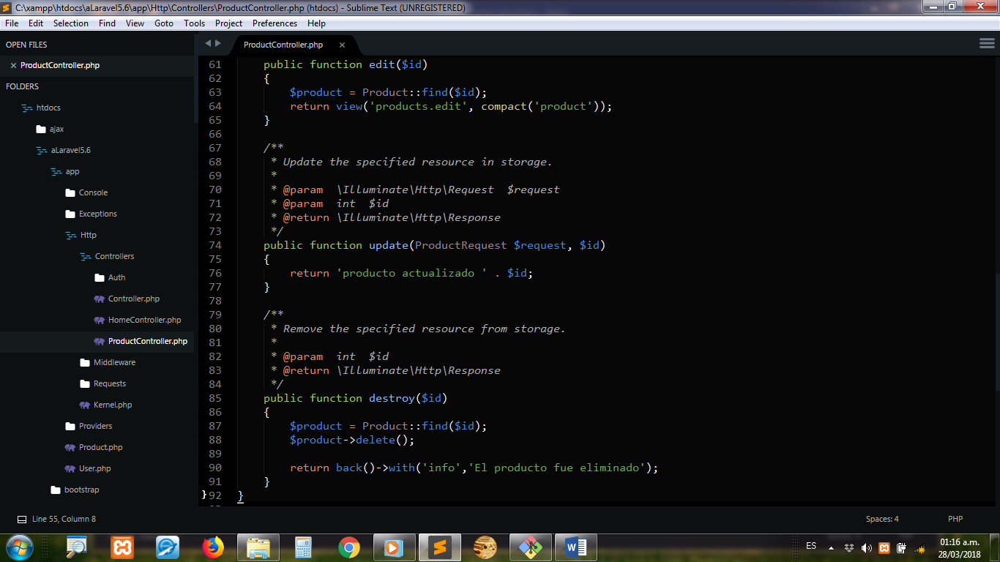 C:\xampp\htdocs\aLaravel5.6\app\Http\Controllers\ProductController.php (htdocs) - Sublime Text (UNREGISTERED)
File Edit Selection Find View Goto Tools Project Preferences Help
OPEN FILES
ProductController.php
FOLDERS
htdocs
ajax
aLaravel5.6
app
Console
Exceptions
Http
Controllers
Auth
Controller.php
HomeController.php
ProductController.php
Middleware
Requests
Kernel.php
Providers
Product.php
User.php
bootstrap
ProductController.php
61 public function edit($id)
62 {
63 $product = Product::find($id);
64 return view('products.edit', compact('product'));
65 }
66
67 /**
68 * Update the specified resource in storage.
69 *
70 * @param  \Illuminate\Http\Request  $request
71 * @param  int  $id
72 * @return \Illuminate\Http\Response
73 */
74 public function update(ProductRequest $request, $id)
75 {
76 return 'producto actualizado ' . $id;
77 }
78
79 /**
80 * Remove the specified resource from storage.
81 *
82 * @param  int  $id
83 * @return \Illuminate\Http\Response
84 */
85 public function destroy($id)
86 {
87 $product = Product::find($id);
88 $product->delete();
89
90 return back()->with('info','El producto fue eliminado');
91 }
}92 }
Line 55, Column 8
Spaces: 4
PHP
ES
01:16 a.m.
28/03/2018